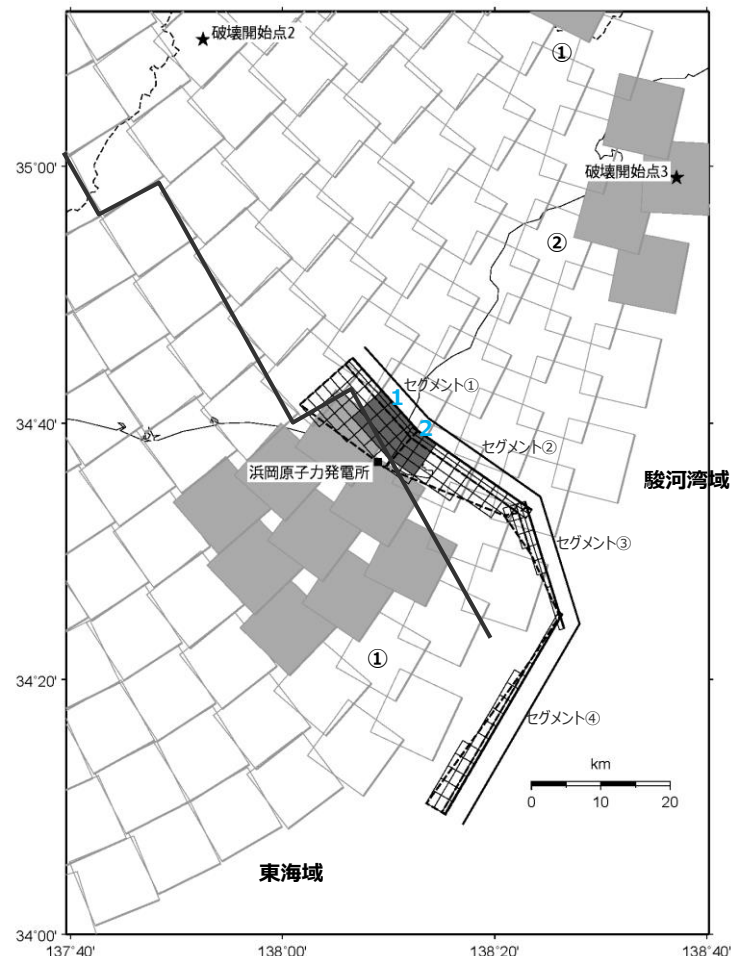 破壊開始点2
①
35°00'
破壊開始点3
②
セグメント①
1
34°40'
2
セグメント②
浜岡原子力発電所
駿河湾域
セグメント③
①
34°20'
セグメント④
km
0 10 20
東海域
34°00'
137°40' 138°00' 138°20' 138°40'